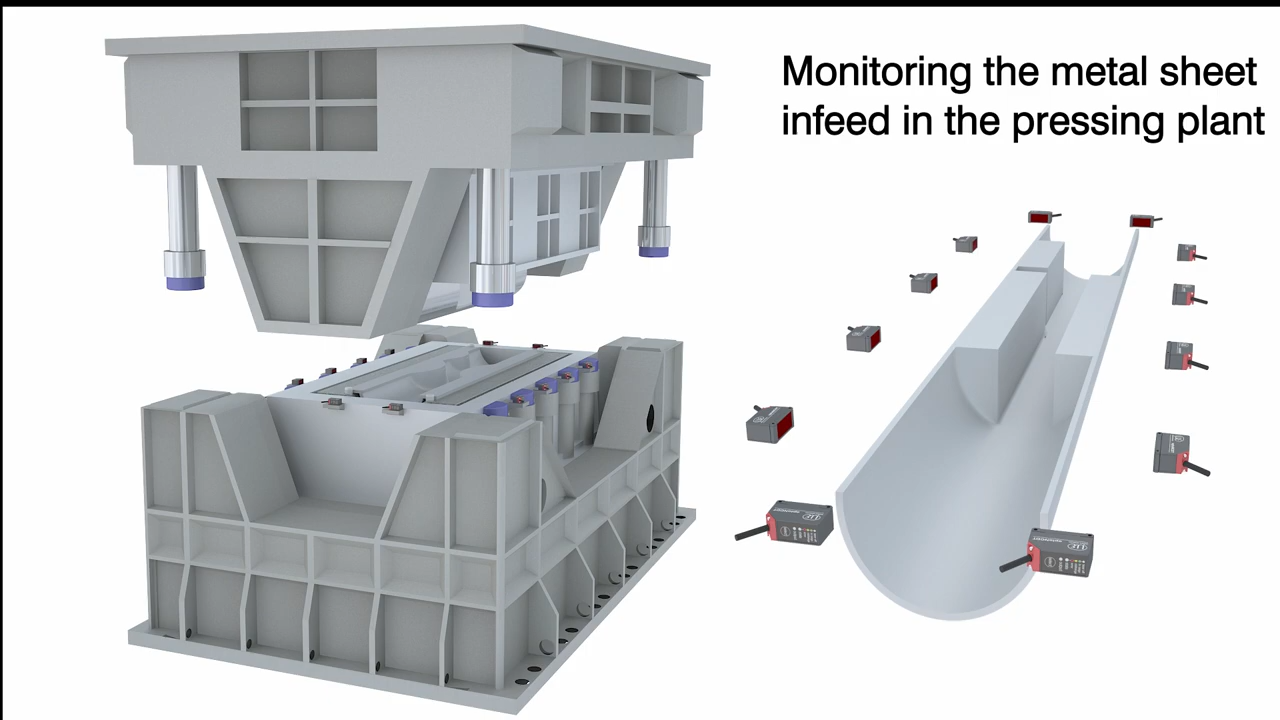 Monitoring the metal sheet
infeed in the pressing plant